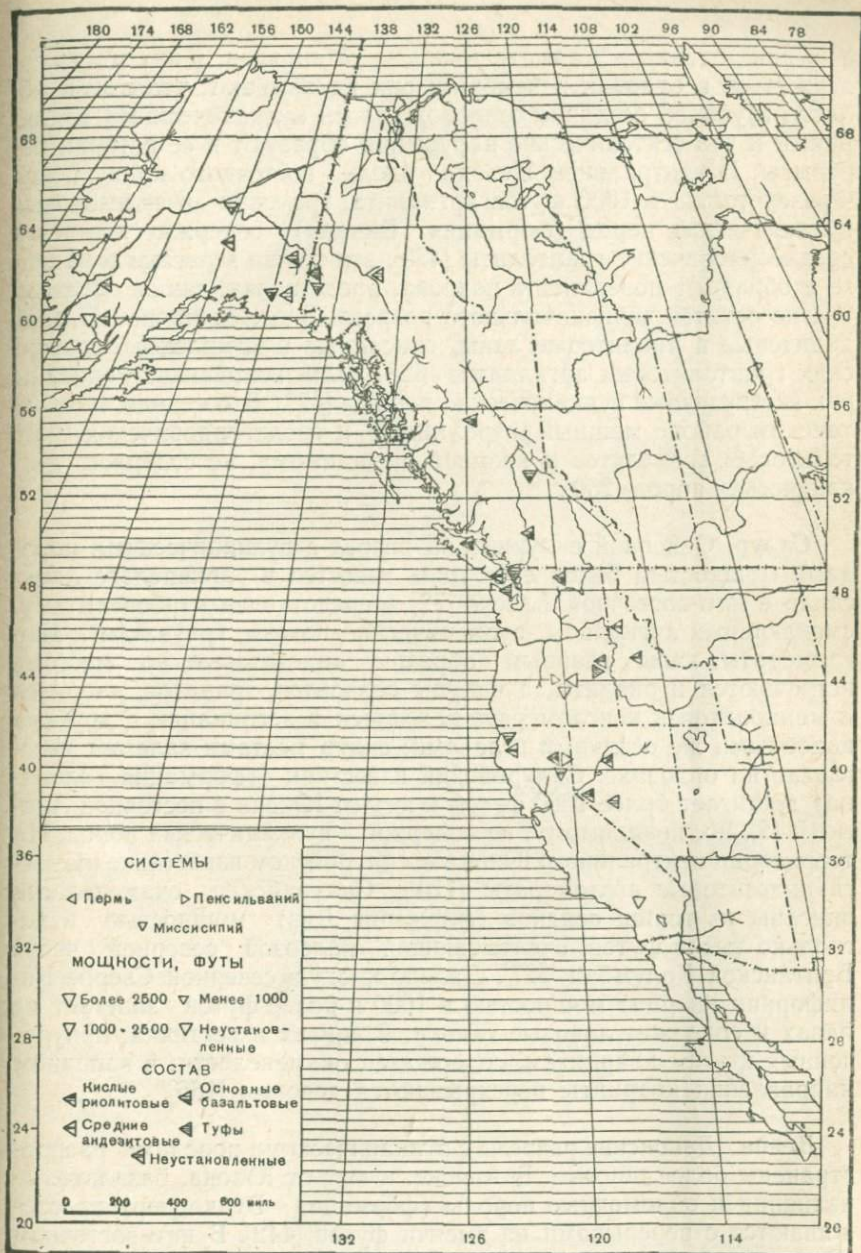 180 174 168 162 156 150 144 138 132 126 120 114 108 102 96 90 84 78
68 68
64 64
60 60
56 56
52 52
48 48
44 44
40 40
36 36
32 32
28 28
24 24
20 20
132 126 120 114
СИСТЕМЫ
Пермь Пенсильваний
Миссисипий
МОЩНОСТИ, ФУТЫ
Более 2500 Менее 1000
1000-2500 Неустанов-
ленные
СОСТАВ
Кислые
риолитовые
Основные
базальтовые
Средние
андезитовые
Туфы
Неустановленные
0 200 400 600 миль